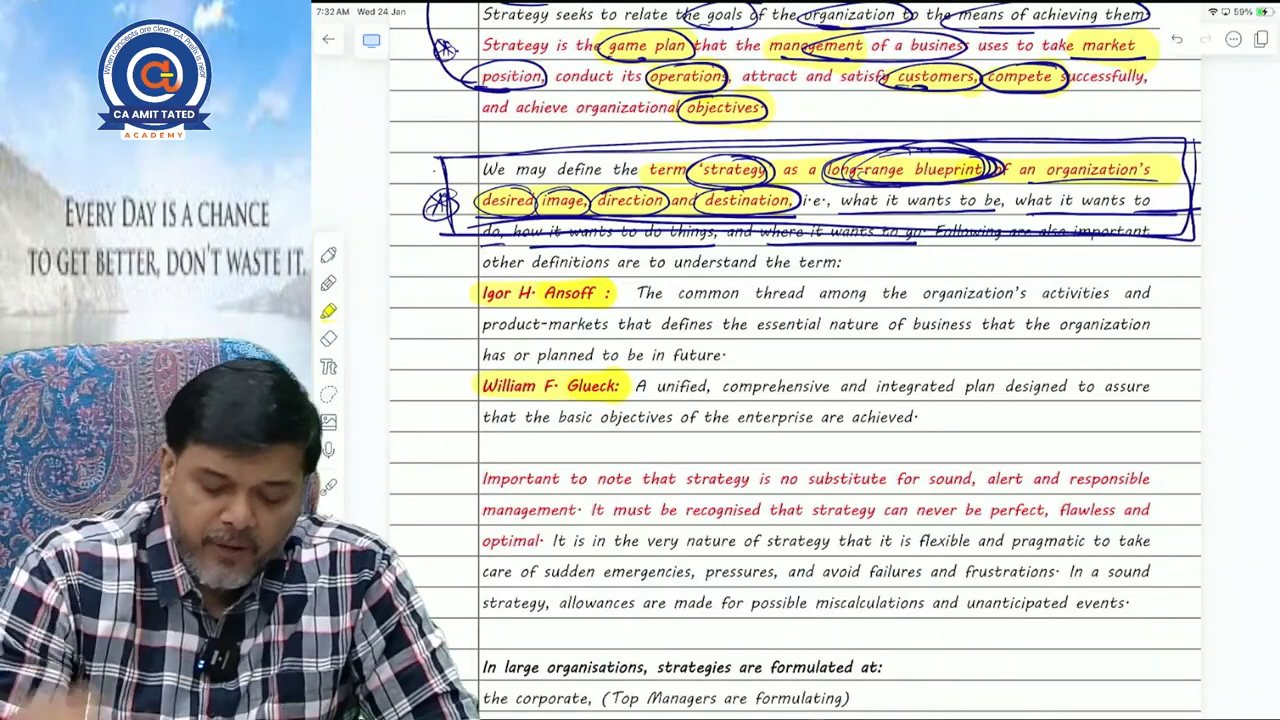 7:32 AM Wed 24 Jan
59%
When concepts are clear 'CA' Prefix is near
CA AMIT TATED
ACADEMY
EVERY DAY IS A CHANCE
TO GET BETTER, DON'T WASTE IT.
Tt
Strategy seeks to relate the goals of the organization to the means of achieving them
Strategy is the game plan that the management of a business uses to take market
position, conduct its operations, attract and satisfy customers, compete successfully,
and achieve organizational objectives.
We may define the term 'strategy as a long-range blueprint of an organization's
desired image, direction and destination, i.e., what it wants to be, what it wants to
do, how it wants to do things, and where it wants to go. Following are also important
other definitions are to understand the term:
Igor H. Ansoff : The common thread among the organization's activities and
product-markets that defines the essential nature of business that the organization
has or planned to be in future.
William F. Glueck: A unified, comprehensive and integrated plan designed to assure
that the basic objectives of the enterprise are achieved.
Important to note that strategy is no substitute for sound, alert and responsible
management. It must be recognised that strategy can never be perfect, flawless and
optimal. It is in the very nature of strategy that it is flexible and pragmatic to take
care of sudden emergencies, pressures, and avoid failures and frustrations. In a sound
strategy, allowances are made for possible miscalculations and unanticipated events.
In large organisations, strategies are formulated at:
the corporate, (Top Managers are formulating)